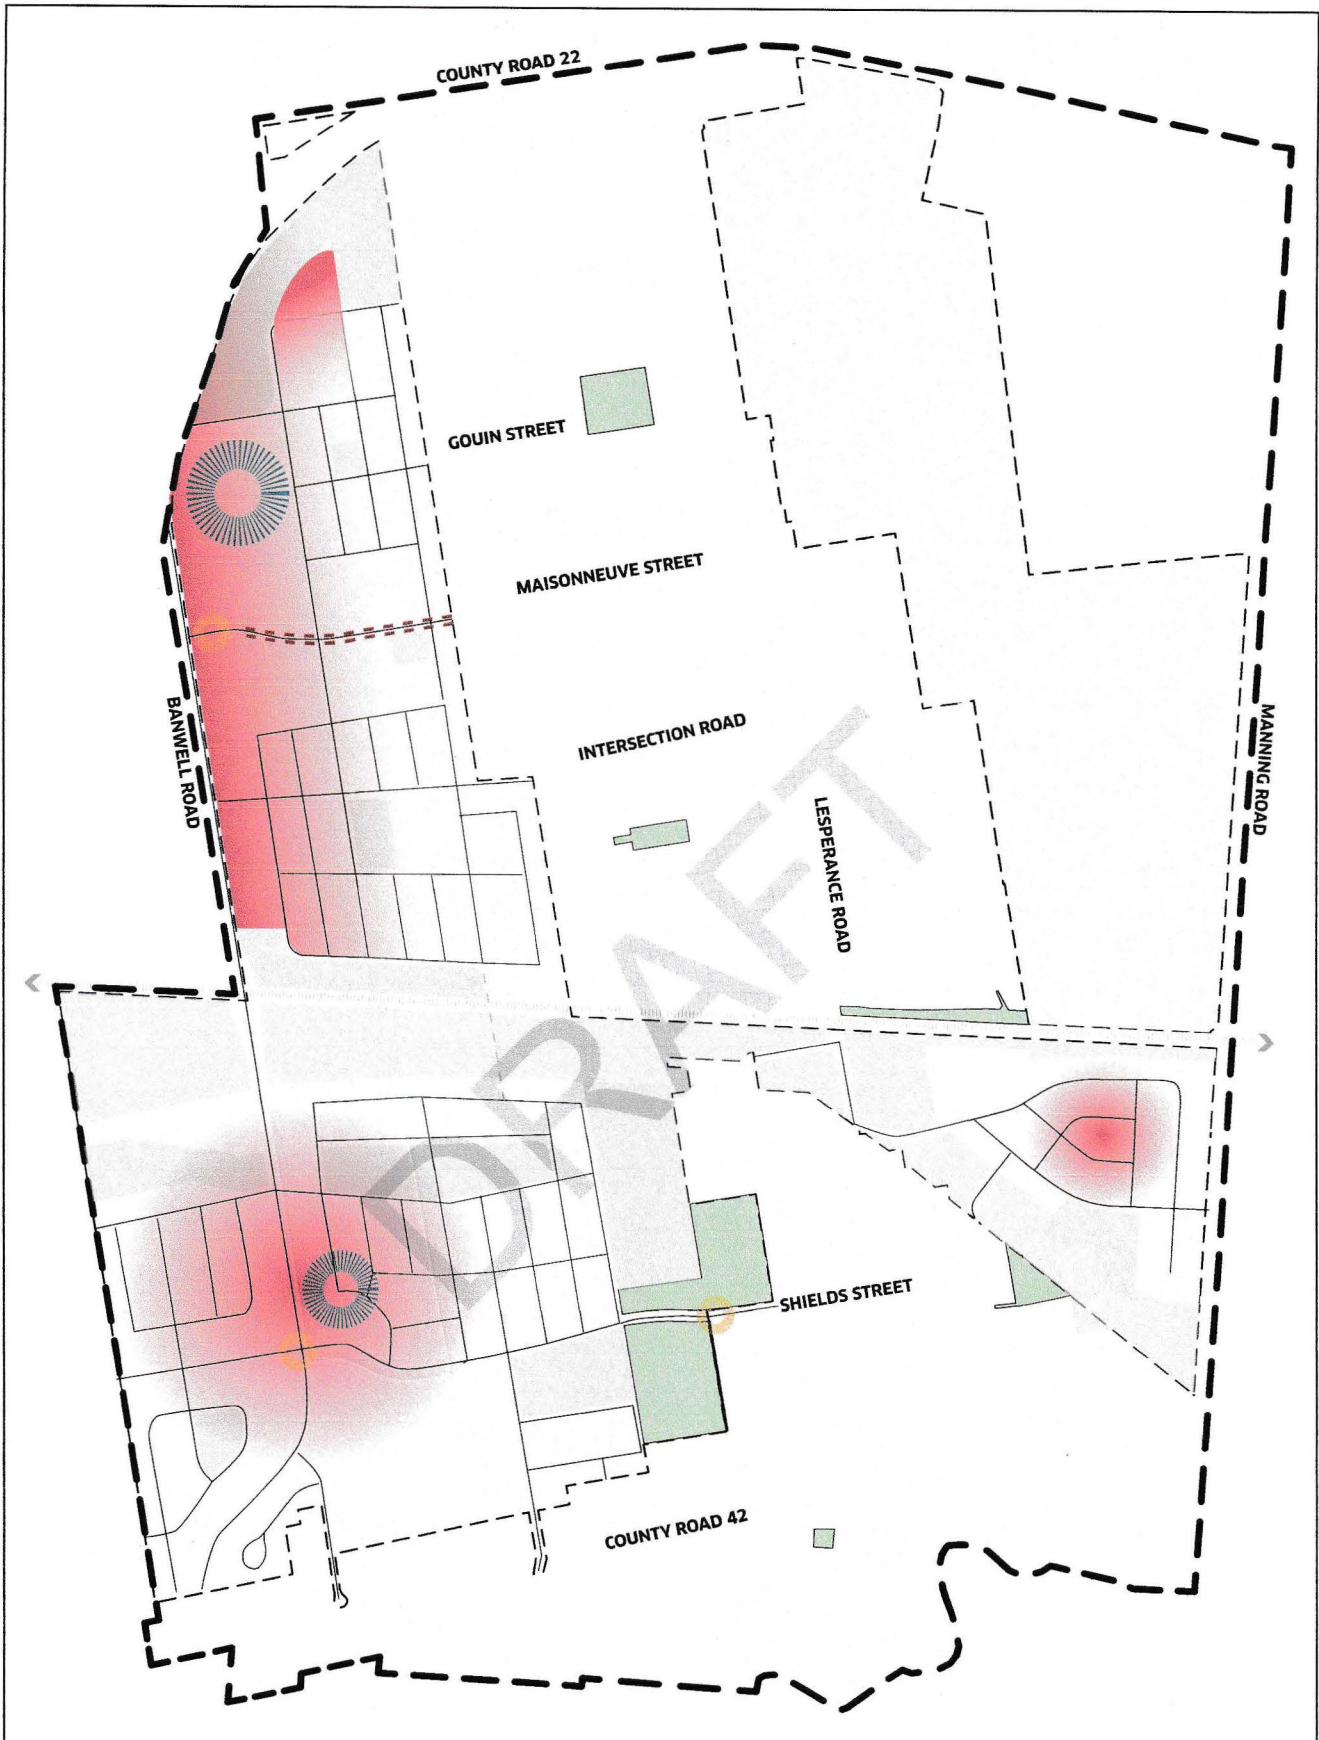 COUNTY ROAD 22
GOUIN STREET
MAISONNEUVE STREET
BANWELL ROAD
INTERSECTION ROAD
MANNING ROAD
LESPERANCE ROAD
DRAFT
SHIELDS STREET
COUNTY ROAD 42